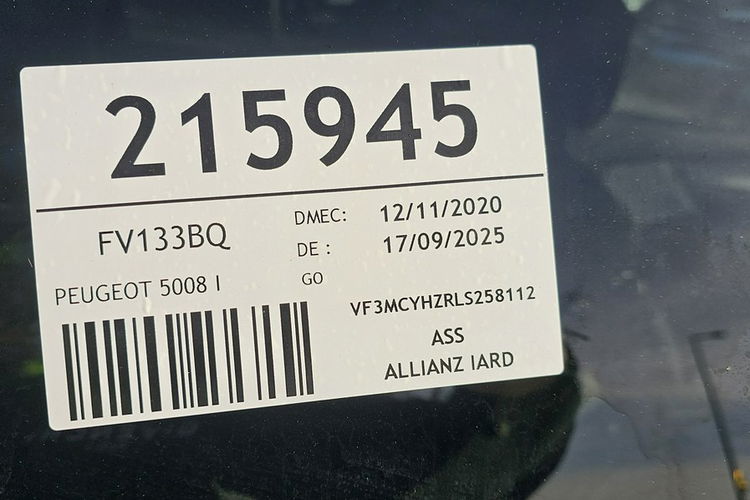 215945
FV133BQ
DMEC: 12/11/2020
DE : 17/09/2025
PEUGEOT 5008 I
GO
VF3MCYHZRLS258112
ASS
ALLIANZ IARD